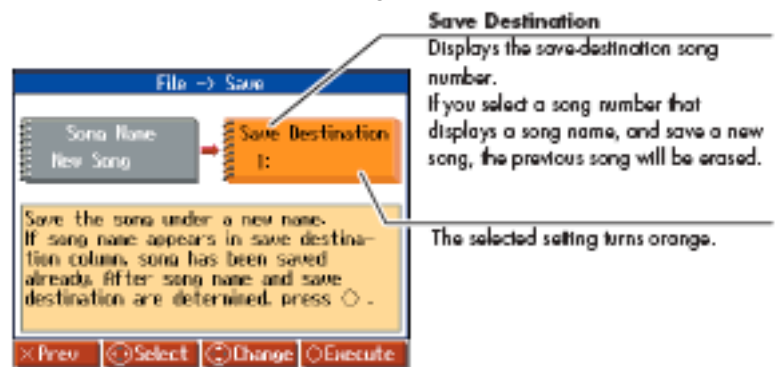 Save Destination
Displays the save-destination song
number.
If you select a song number that
displays a song name, and save a new
song, the previous song will be erased.
File -> Save
Song Name
New Song
Save Destination
1:
Save the song under a new name.
If song name appears in save destina-
tion column, song has been saved
already. After song name and save
destination are determined, press ○ .
The selected setting turns orange.
×Prev Select Change ○Execute